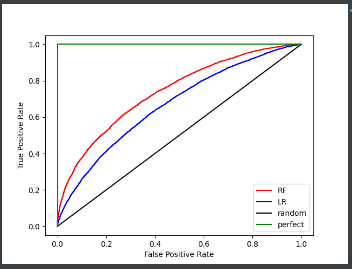 1.0
0.8
0.6
0.4
0.2
0.0
True Positive Rate
0.0 0.2 0.4 0.6 0.8 1.0
False Positive Rate
RF
LR
random
perfect